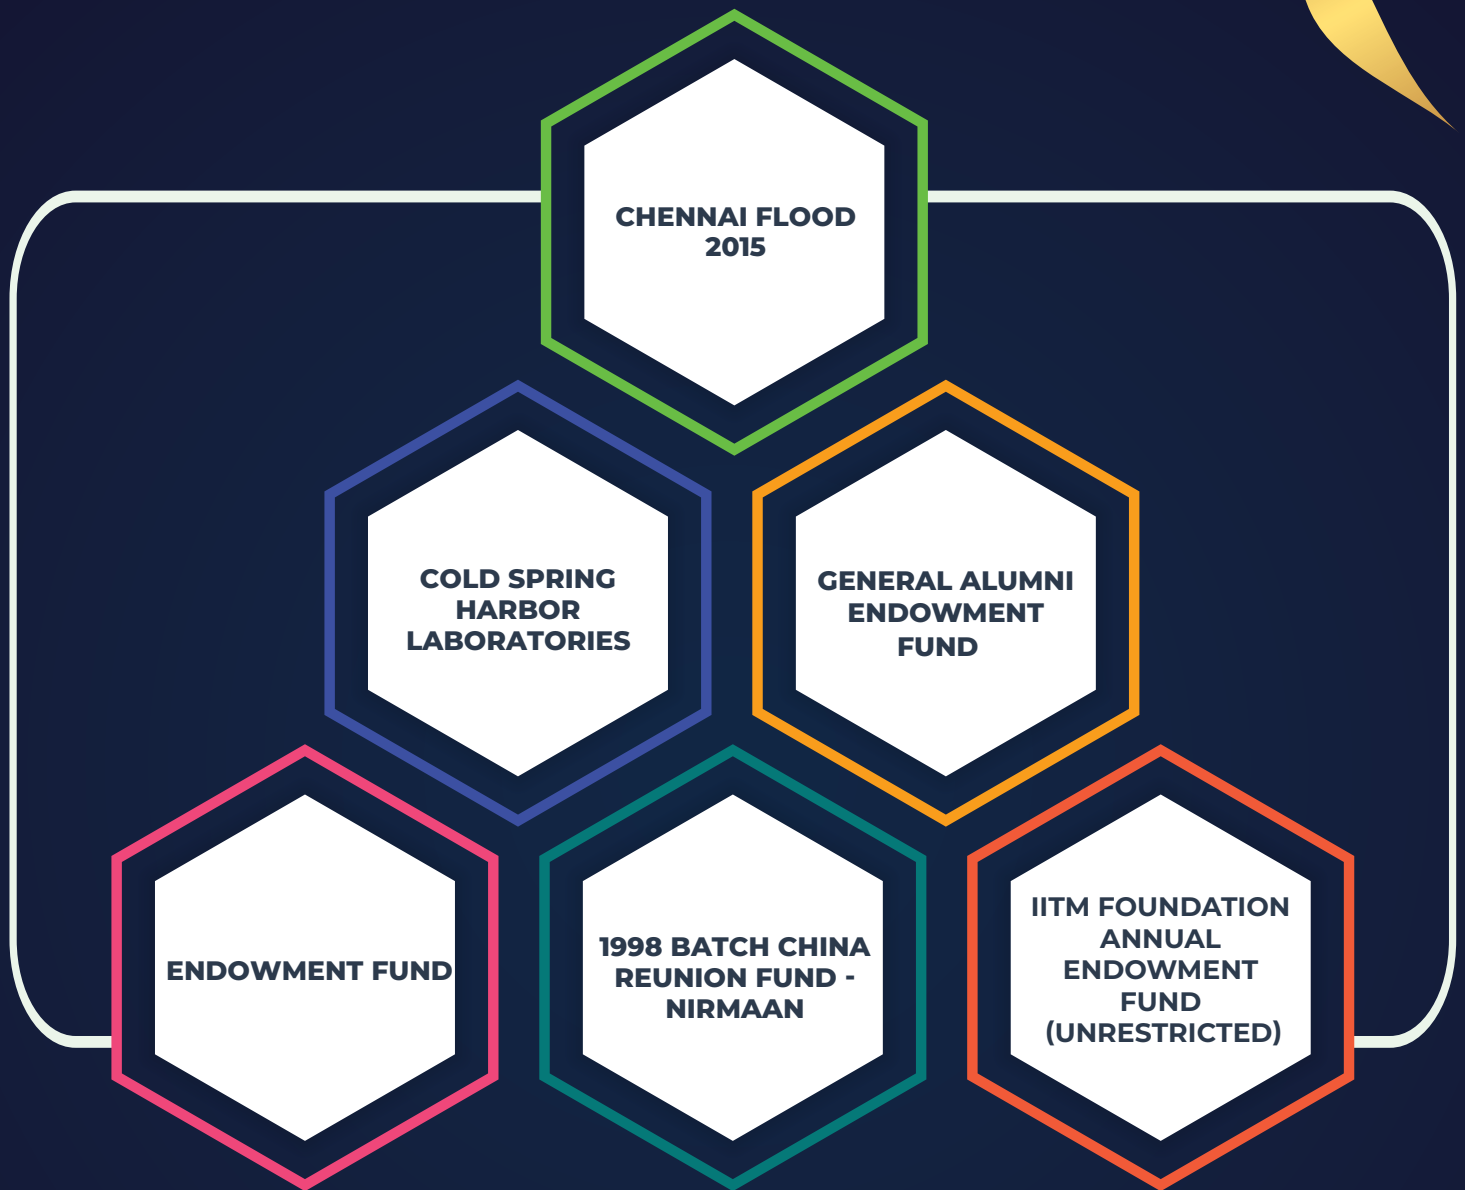 CHENNAI FLOOD
2015
COLD SPRING
HARBOR
LABORATORIES
GENERAL ALUMNI
ENDOWMENT
FUND
ENDOWMENT FUND
1998 BATCH CHINA
REUNION FUND -
NIRMAAN
IITM FOUNDATION
ANNUAL
ENDOWMENT
FUND
(UNRESTRICTED)